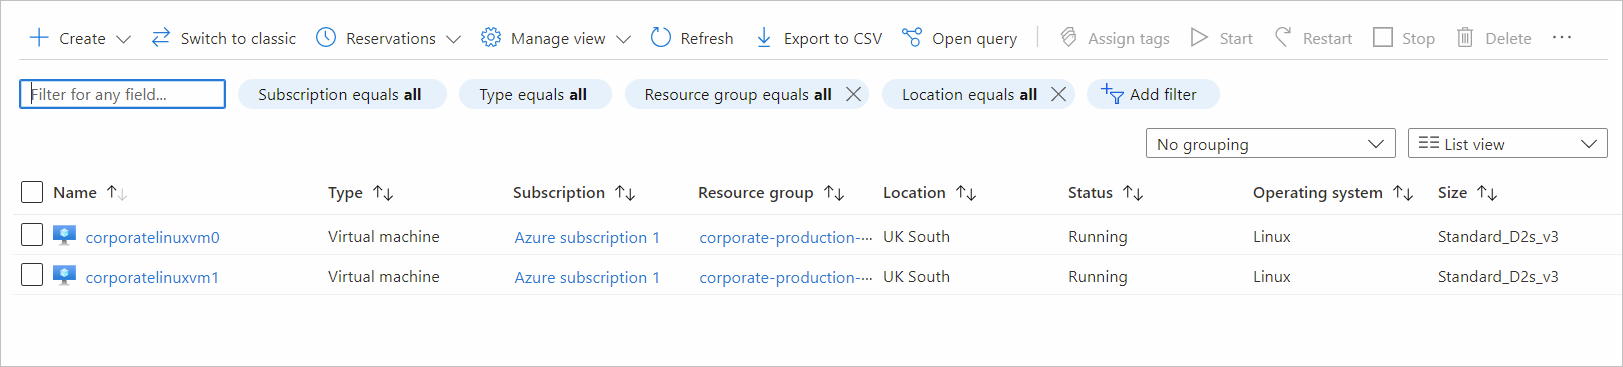 Create Switch to classic Reservations Manage view Refresh Export to CSV Open query Assign tags Start Restart Stop Delete ···
Filter for any field... Subscription equals all Type equals all Resource group equals all Location equals all Add filter
No grouping List view
Name Type Subscription Resource group Location Status Operating system Size
corporatelinuxvm0 Virtual machine Azure subscription 1 corporate-production-··· UK South Running Linux Standard_D2s_v3
corporatelinuxvm1 Virtual machine Azure subscription 1 corporate-production-··· UK South Running Linux Standard_D2s_v3